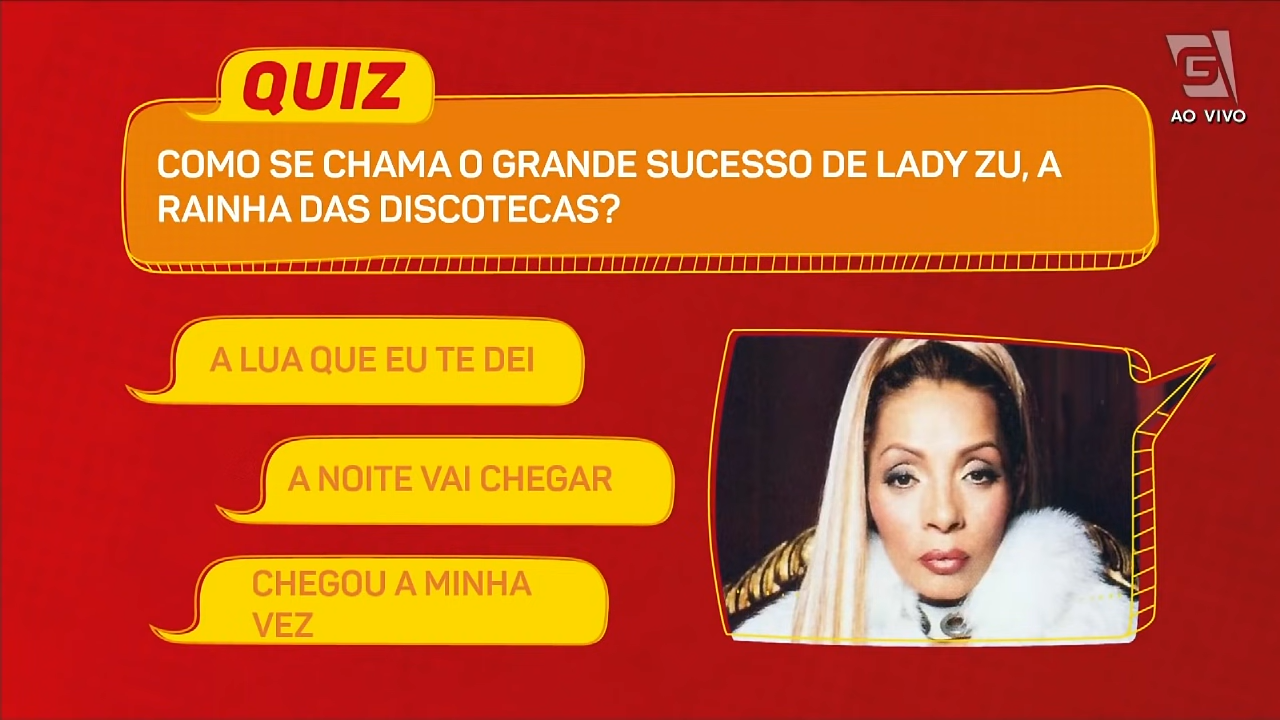 QUIZ
AO VIVO
COMO SE CHAMA O GRANDE SUCESSO DE LADY ZU, A
RAINHA DAS DISCOTECAS?
A LUA QUE EU TE DEI
A NOITE VAI CHEGAR
CHEGOU A MINHA
VEZ